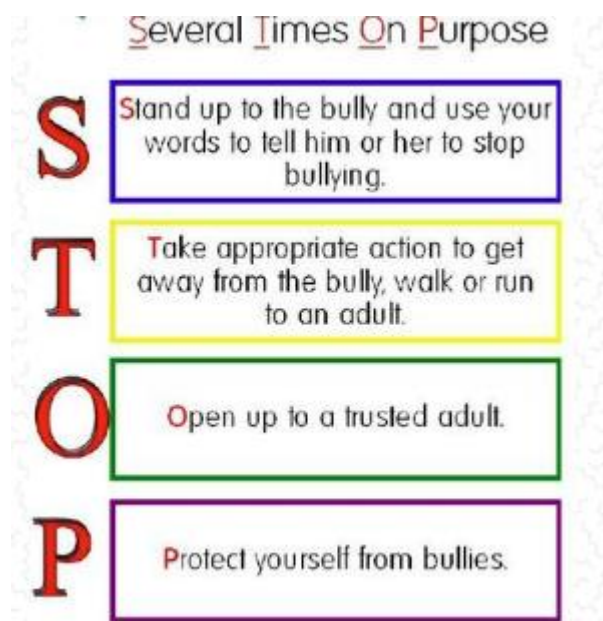 Several Times On Purpose
S
Stand up to the bully and use your
words to tell him or her to stop
bullying.
T
Take appropriate action to get
away from the bully, walk or run
to an adult.
O
Open up to a trusted adult.
P
Protect yourself from bullies.